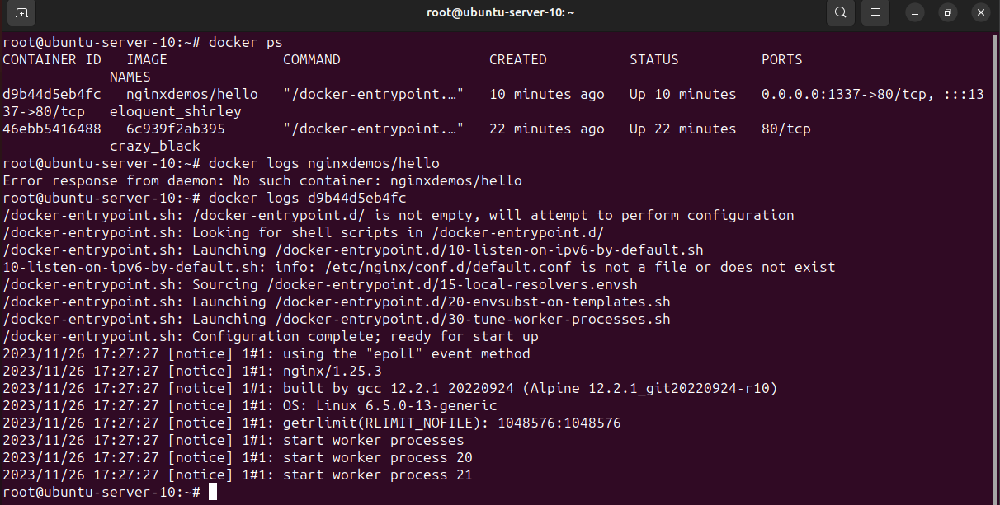 root@ubuntu-server-10: ~
root@ubuntu-server-10:~# docker ps
CONTAINER ID   IMAGE              COMMAND                  CREATED          STATUS          PORTS
             NAMES
d9b44d5eb4fc   nginxdemos/hello   "/docker-entrypoint.…"   10 minutes ago   Up 10 minutes   0.0.0.0:1337->80/tcp, :::13
37->80/tcp   eloquent_shirley
46ebb5416488   6c939f2ab395       "/docker-entrypoint.…"   22 minutes ago   Up 22 minutes   80/tcp
             crazy_black
root@ubuntu-server-10:~# docker logs nginxdemos/hello
Error response from daemon: No such container: nginxdemos/hello
root@ubuntu-server-10:~# docker logs d9b44d5eb4fc
/docker-entrypoint.sh: /docker-entrypoint.d/ is not empty, will attempt to perform configuration
/docker-entrypoint.sh: Looking for shell scripts in /docker-entrypoint.d/
/docker-entrypoint.sh: Launching /docker-entrypoint.d/10-listen-on-ipv6-by-default.sh
10-listen-on-ipv6-by-default.sh: info: /etc/nginx/conf.d/default.conf is not a file or does not exist
/docker-entrypoint.sh: Sourcing /docker-entrypoint.d/15-local-resolvers.envsh
/docker-entrypoint.sh: Launching /docker-entrypoint.d/20-envsubst-on-templates.sh
/docker-entrypoint.sh: Launching /docker-entrypoint.d/30-tune-worker-processes.sh
/docker-entrypoint.sh: Configuration complete; ready for start up
2023/11/26 17:27:27 [notice] 1#1: using the "epoll" event method
2023/11/26 17:27:27 [notice] 1#1: nginx/1.25.3
2023/11/26 17:27:27 [notice] 1#1: built by gcc 12.2.1 20220924 (Alpine 12.2.1_git20220924-r10)
2023/11/26 17:27:27 [notice] 1#1: OS: Linux 6.5.0-13-generic
2023/11/26 17:27:27 [notice] 1#1: getrlimit(RLIMIT_NOFILE): 1048576:1048576
2023/11/26 17:27:27 [notice] 1#1: start worker processes
2023/11/26 17:27:27 [notice] 1#1: start worker process 20
2023/11/26 17:27:27 [notice] 1#1: start worker process 21
root@ubuntu-server-10:~#